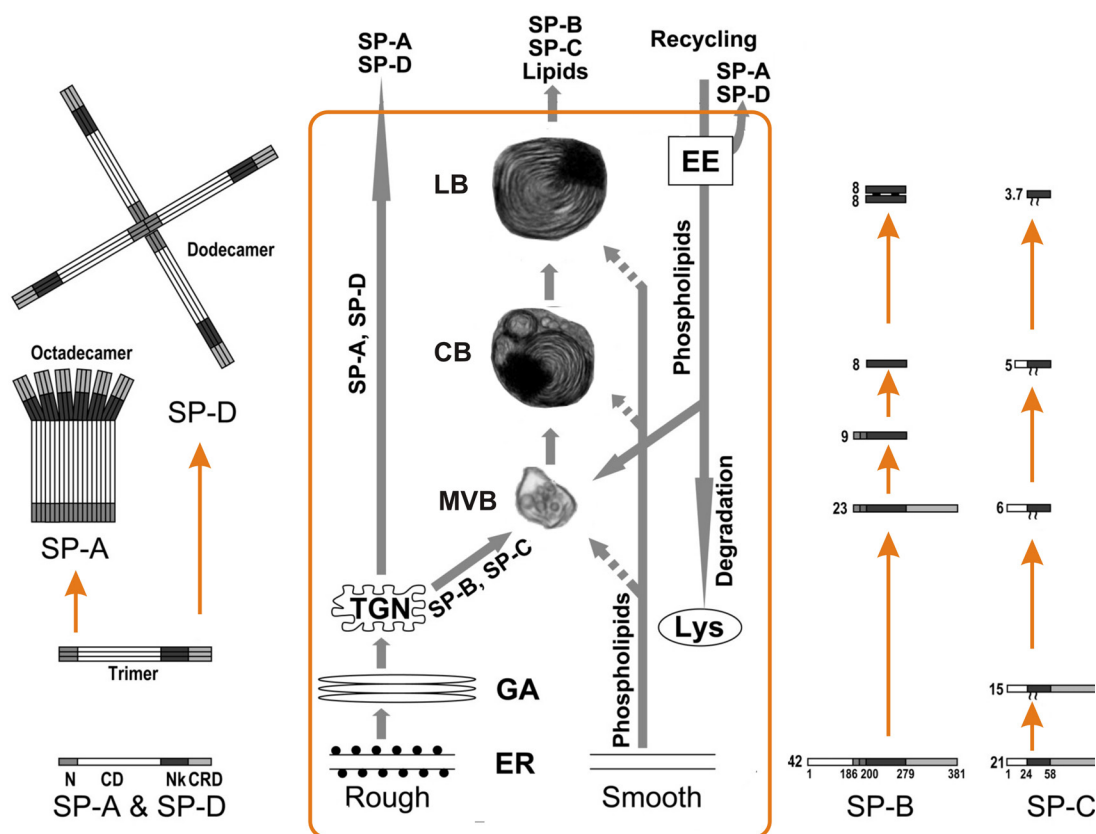 SP-A
SP-D
SP-B
SP-C
Lipids
Recycling
SP-A
SP-D
EE
LB
Dodecamer
8
8
3.7
SP-A, SP-D
Phospholipids
CB
Octadecamer
8
5
SP-D
9
MVB
23
6
SP-A
SP-B, SP-C
Degradation
TGN
Lys
Trimer
GA
Phospholipids
15
ER
42
21
1
186
200
279
381
1
24
58
N
CD
Nk
CRD
SP-A & SP-D
Rough
Smooth
SP-B
SP-C